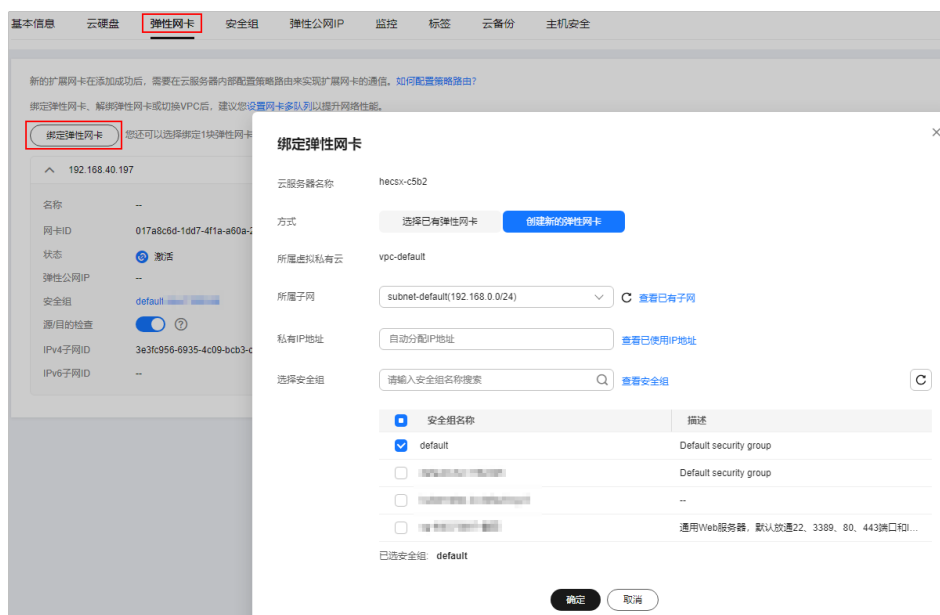 基本信息 云硬盘 弹性网卡 安全组 弹性公网IP 监控 标签 云备份 主机安全
新的扩展网卡在添加成功后，需要在云服务器内部配置策略路由来实现扩展网卡的通信。如何配置策略路由?
绑定弹性网卡、解绑弹性网卡或切换VPC后，建议您设置网卡多队列以提升网络性能。
绑定弹性网卡 您还可以选择绑定1块弹性网卡
192.168.40.197
名称 --
网卡ID 017a8c6d-1dd7-4f1a-a60a-2
状态 激活
弹性公网IP --
安全组 default
源/目的检查
IPv4子网ID 3e3fc956-6935-4c09-bcb3-c
IPv6子网ID --
绑定弹性网卡
云服务器名称 hecsx-c5b2
方式 选择已有弹性网卡 创建新的弹性网卡
所属虚拟私有云 vpc-default
所属子网 subnet-default(192.168.0.0/24) 查看已有子网
私有IP地址 自动分配IP地址 查看已使用IP地址
选择安全组 请输入安全组名称搜索 查看安全组
安全组名称 描述
default Default security group
Default security group
--
通用Web服务器，默认放通22、3389、80、443端口和I...
已选安全组: default
确定 取消